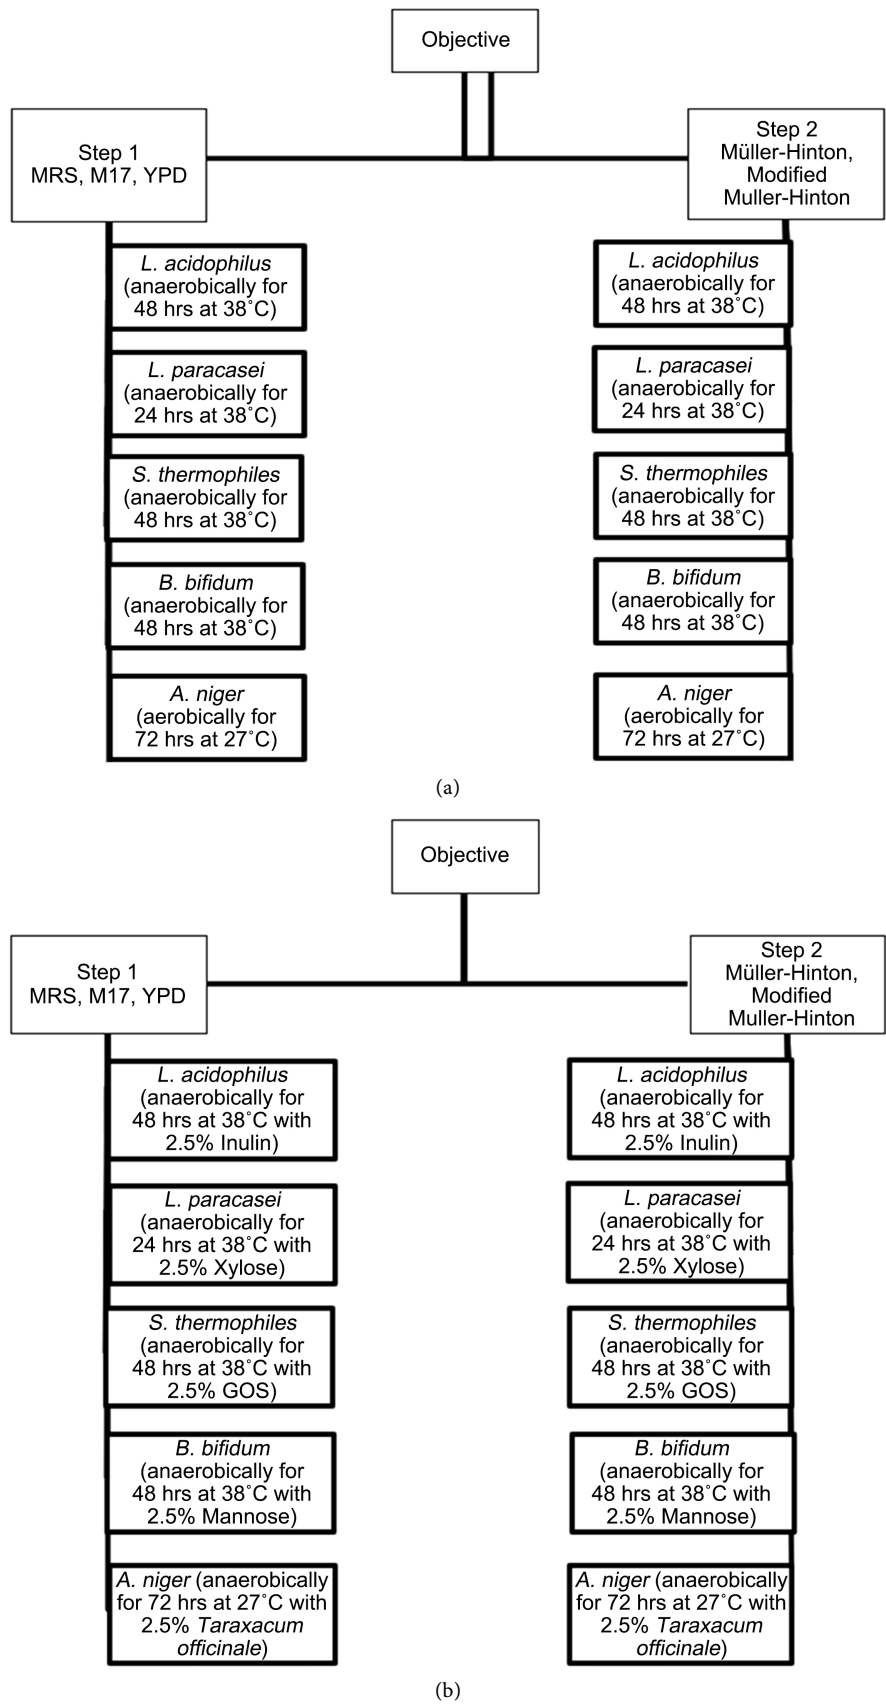 Objective
Step 1
MRS, M17, YPD
L. acidophilus
(anaerobically for
48 hrs at 38˚C)
L. paracasei
(anaerobically for
24 hrs at 38˚C)
S. thermophiles
(anaerobically for
48 hrs at 38˚C)
B. bifidum
(anaerobically for
48 hrs at 38˚C)
A. niger
(aerobically for
72 hrs at 27˚C)
Step 2
Müller-Hinton,
Modified
Muller-Hinton
L. acidophilus
(anaerobically for
48 hrs at 38˚C)
L. paracasei
(anaerobically for
24 hrs at 38˚C)
S. thermophiles
(anaerobically for
48 hrs at 38˚C)
B. bifidum
(anaerobically for
48 hrs at 38˚C)
A. niger
(aerobically for
72 hrs at 27˚C)
(a)
Objective
Step 1
MRS, M17, YPD
L. acidophilus
(anaerobically for
48 hrs at 38˚C with
2.5% Inulin)
L. paracasei
(anaerobically for
24 hrs at 38˚C with
2.5% Xylose)
S. thermophiles
(anaerobically for
48 hrs at 38˚C with
2.5% GOS)
B. bifidum
(anaerobically for
48 hrs at 38˚C with
2.5% Mannose)
A. niger (anaerobically
for 72 hrs at 27˚C with
2.5% Taraxacum
officinale)
Step 2
Müller-Hinton,
Modified
Muller-Hinton
L. acidophilus
(anaerobically for
48 hrs at 38˚C with
2.5% Inulin)
L. paracasei
(anaerobically for
24 hrs at 38˚C with
2.5% Xylose)
S. thermophiles
(anaerobically for
48 hrs at 38˚C with
2.5% GOS)
B. bifidum
(anaerobically for
48 hrs at 38˚C with
2.5% Mannose)
A. niger (anaerobically
for 72 hrs at 27˚C with
2.5% Taraxacum
officinale)
(b)